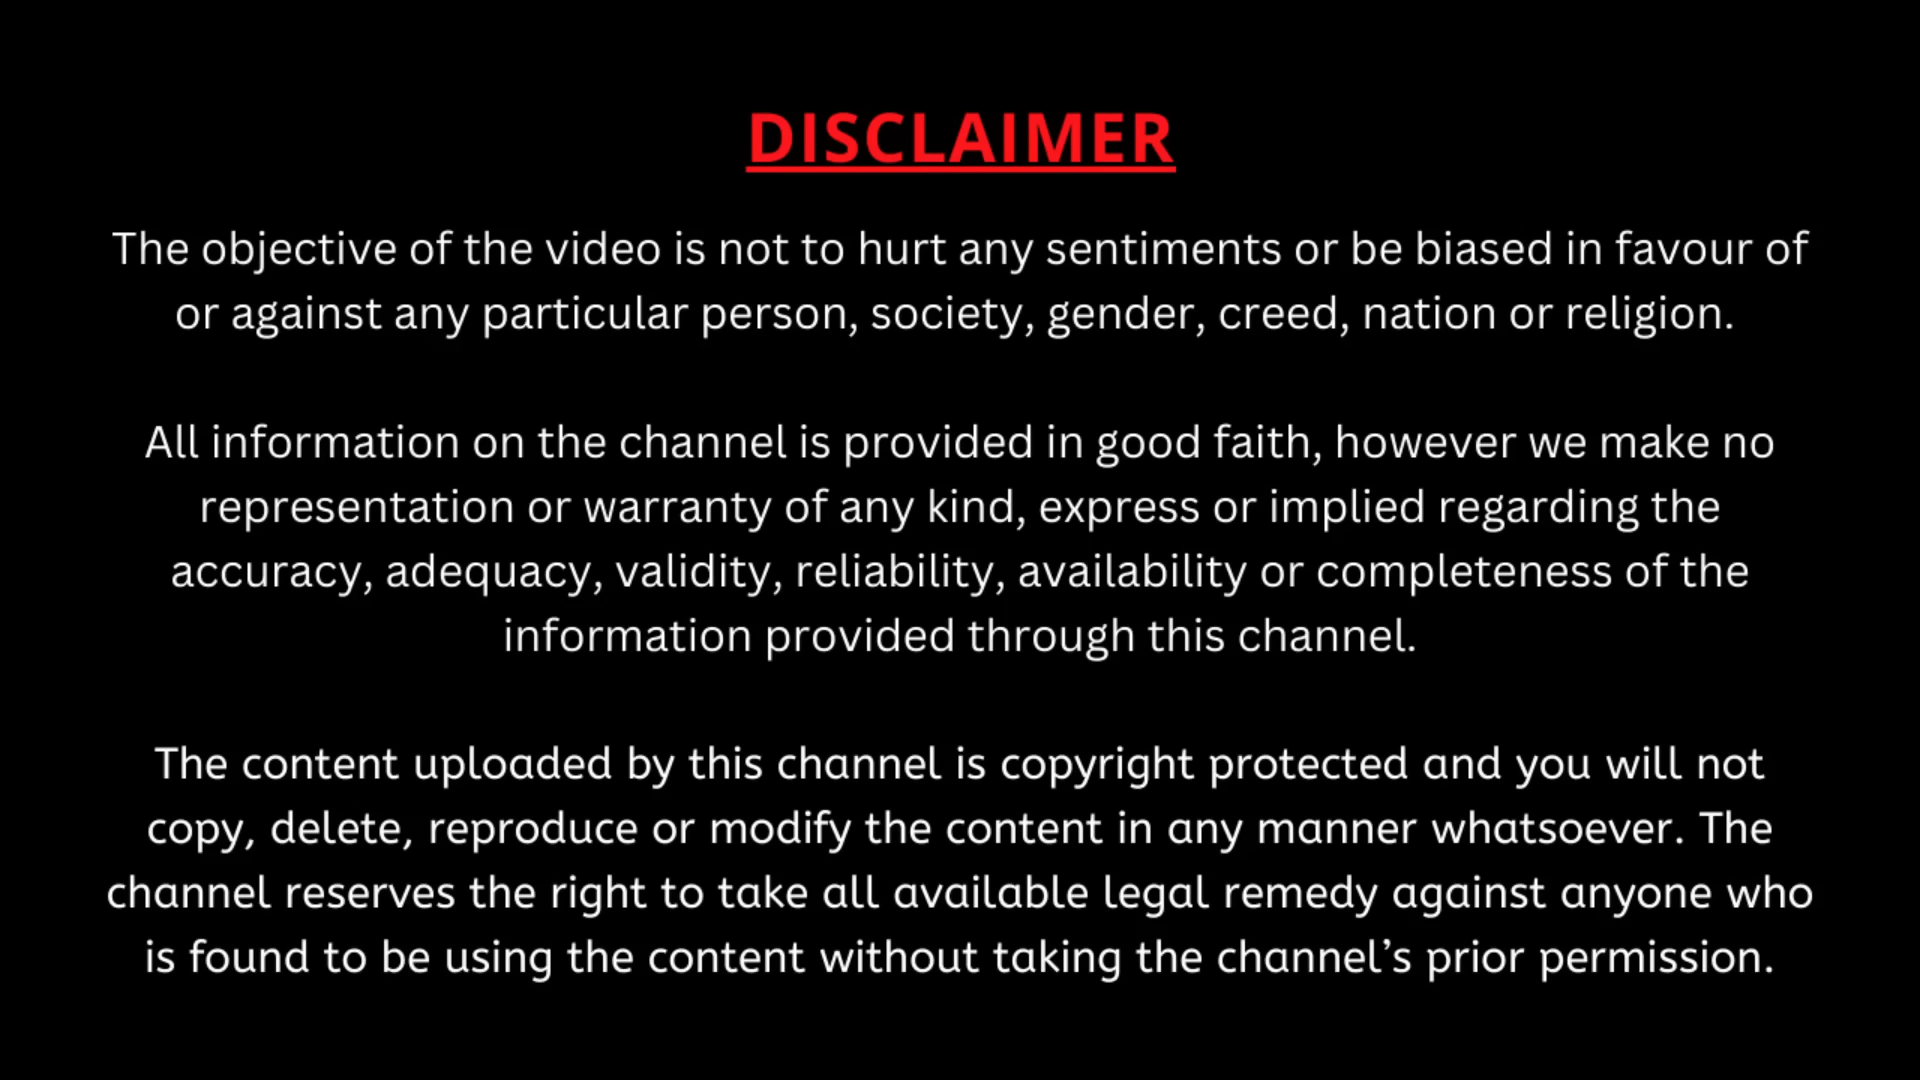 DISCLAIMER
The objective of the video is not to hurt any sentiments or be biased in favour of
or against any particular person, society, gender, creed, nation or religion.
All information on the channel is provided in good faith, however we make no
representation or warranty of any kind, express or implied regarding the
accuracy, adequacy, validity, reliability, availability or completeness of the
information provided through this channel.
The content uploaded by this channel is copyright protected and you will not
copy, delete, reproduce or modify the content in any manner whatsoever. The
channel reserves the right to take all available legal remedy against anyone who
is found to be using the content without taking the channel’s prior permission.